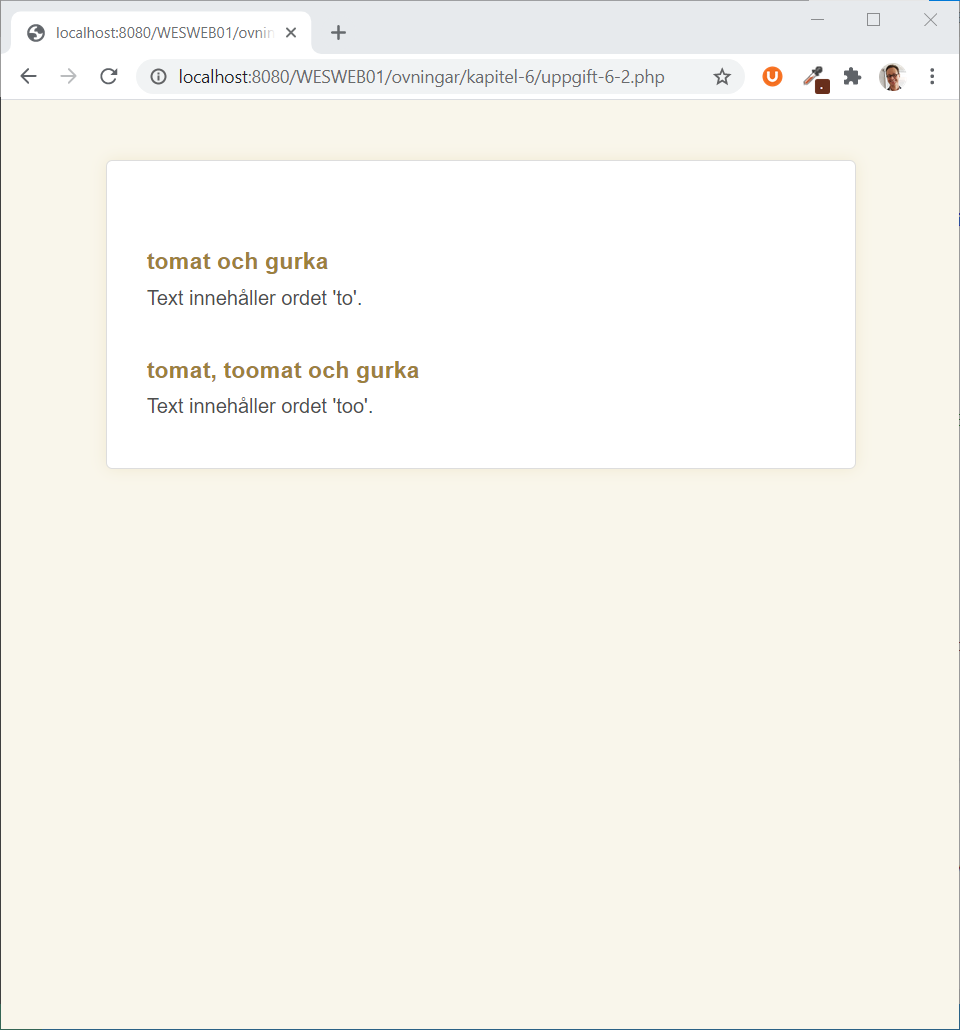 localhost:8080/WESWEB01/ovnin
localhost:8080/WESWEB01/ovningar/kapitel-6/uppgift-6-2.php
tomat och gurka
Text innehåller ordet 'to'.
tomat, toomat och gurka
Text innehåller ordet 'too'.